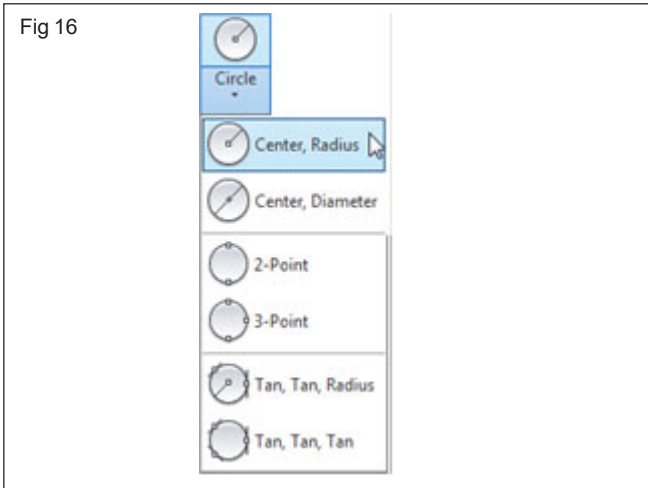 Fig 16
Circle
Center, Radius
Center, Diameter
2-Point
3-Point
Tan, Tan, Radius
Tan, Tan, Tan